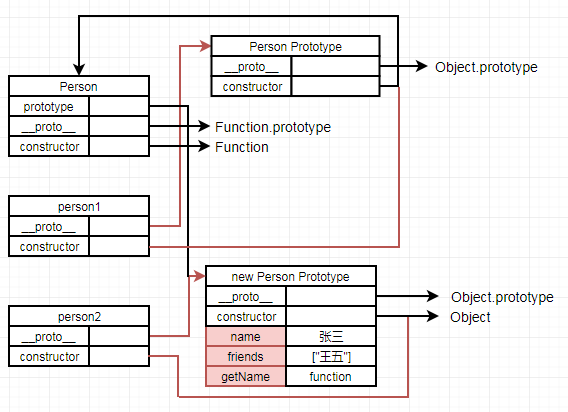 Person Prototype
__proto__
Object.prototype
constructor
Person
prototype
__proto__
Function.prototype
constructor
Function
person1
__proto__
constructor
new Person Prototype
__proto__
Object.prototype
constructor
Object
name 张三
friends ["王五"]
getName function
person2
__proto__
constructor